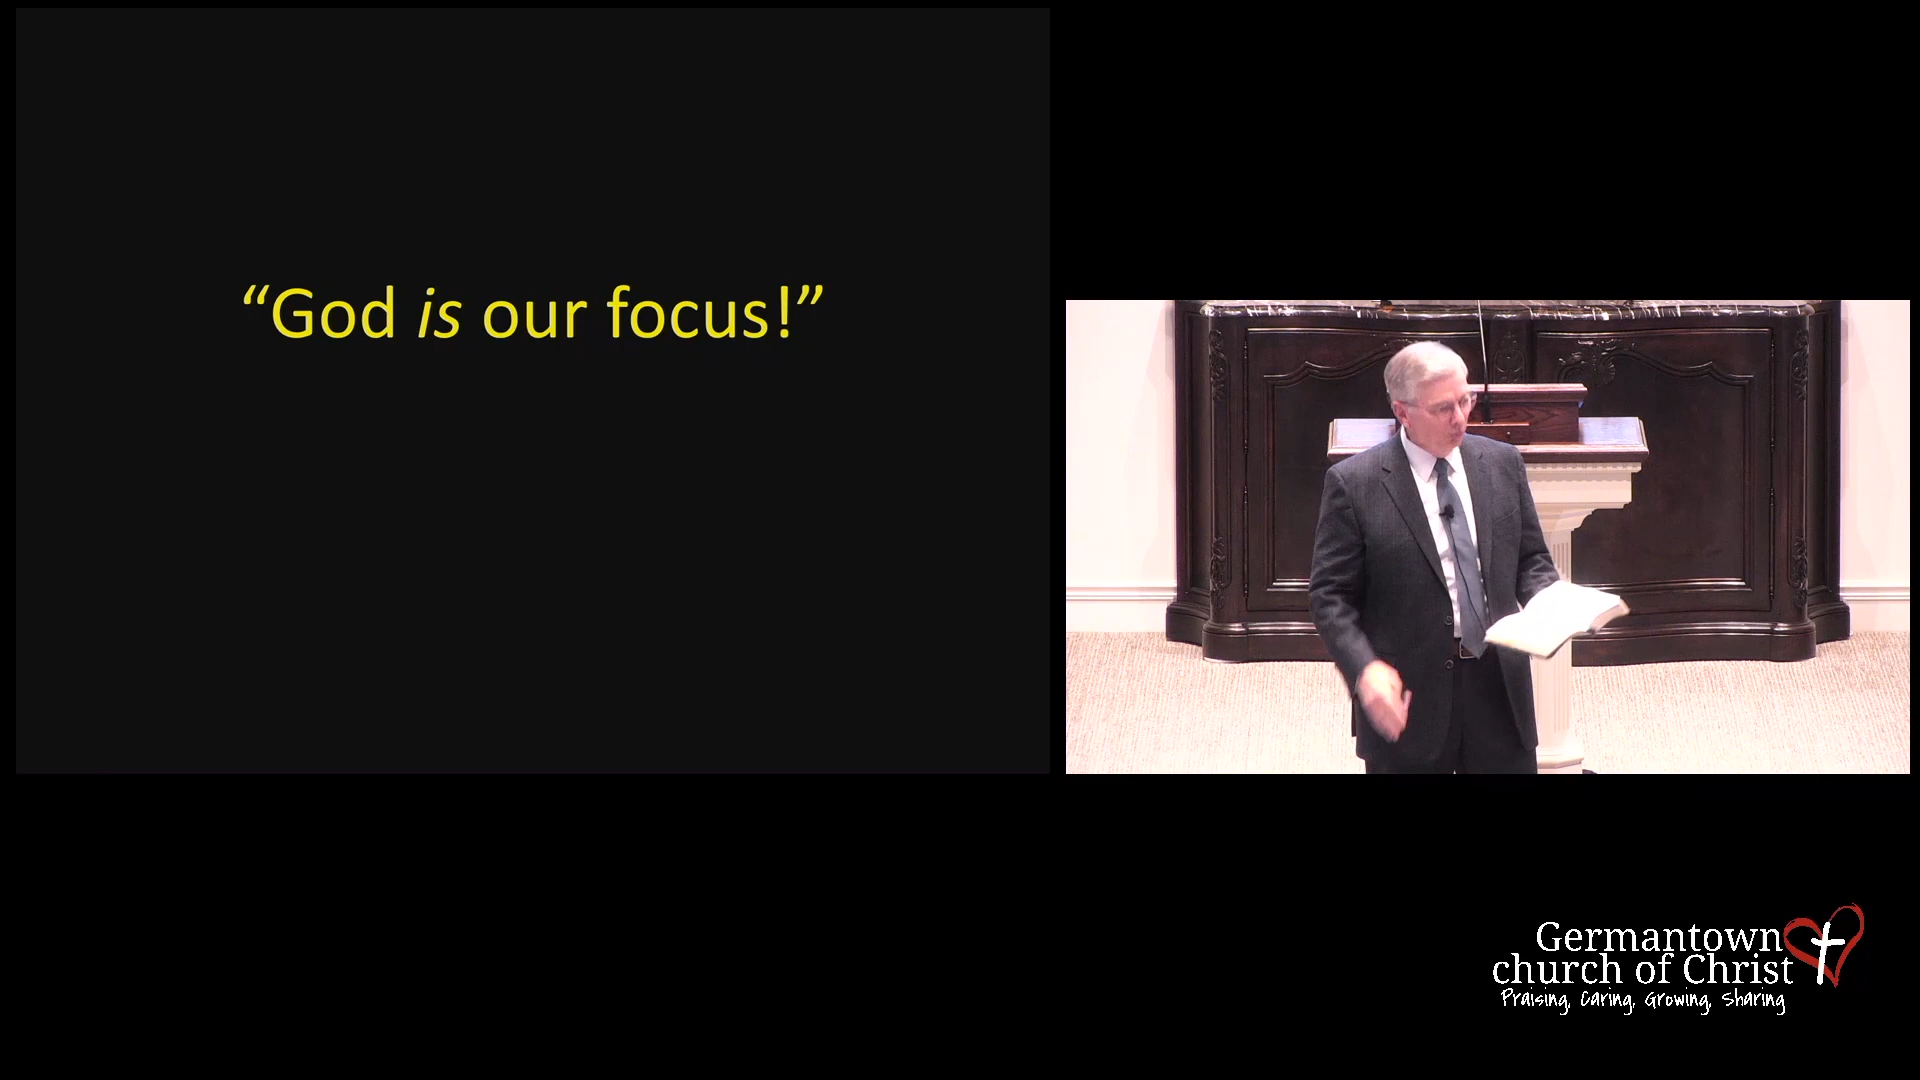 “God is our focus!”
Germantown
church of Christ
Praising, Caring, Growing, Sharing